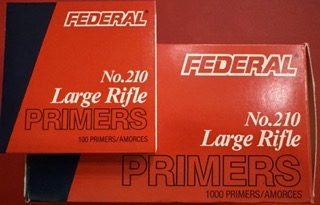 FEDERAL
No.210
Large Rifle
PRIMERS
100 PRIMERS/AMORCES
FEDERAL
No.210
Large Rifle
PRIMERS
1000 PRIMERS/AMORCES